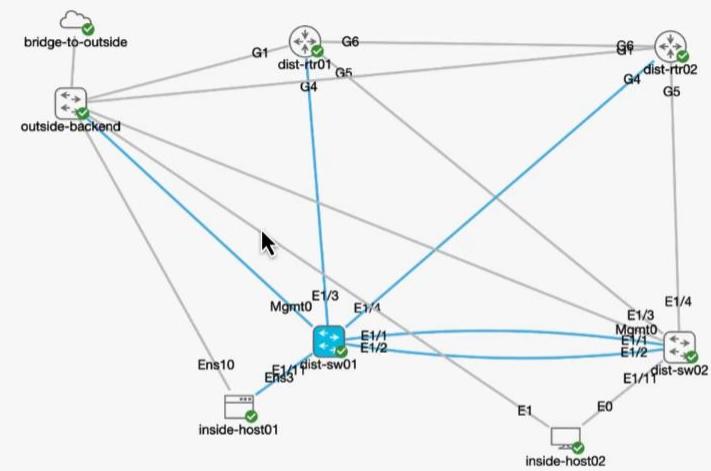 bridge-to-outside
outside-backend
G1
dist-rtr01
G6
G5
G4
G6
G1
dist-rtr02
G4
G5
Mgmt0
E1/3
E1/4
E1/1
E1/2
dist-sw01
E1/11
Ens3
Ens10
inside-host01
E1/4
E1/3
Mgmt0
E1/1
E1/2
dist-sw02
E1/11
E0
E1
inside-host02